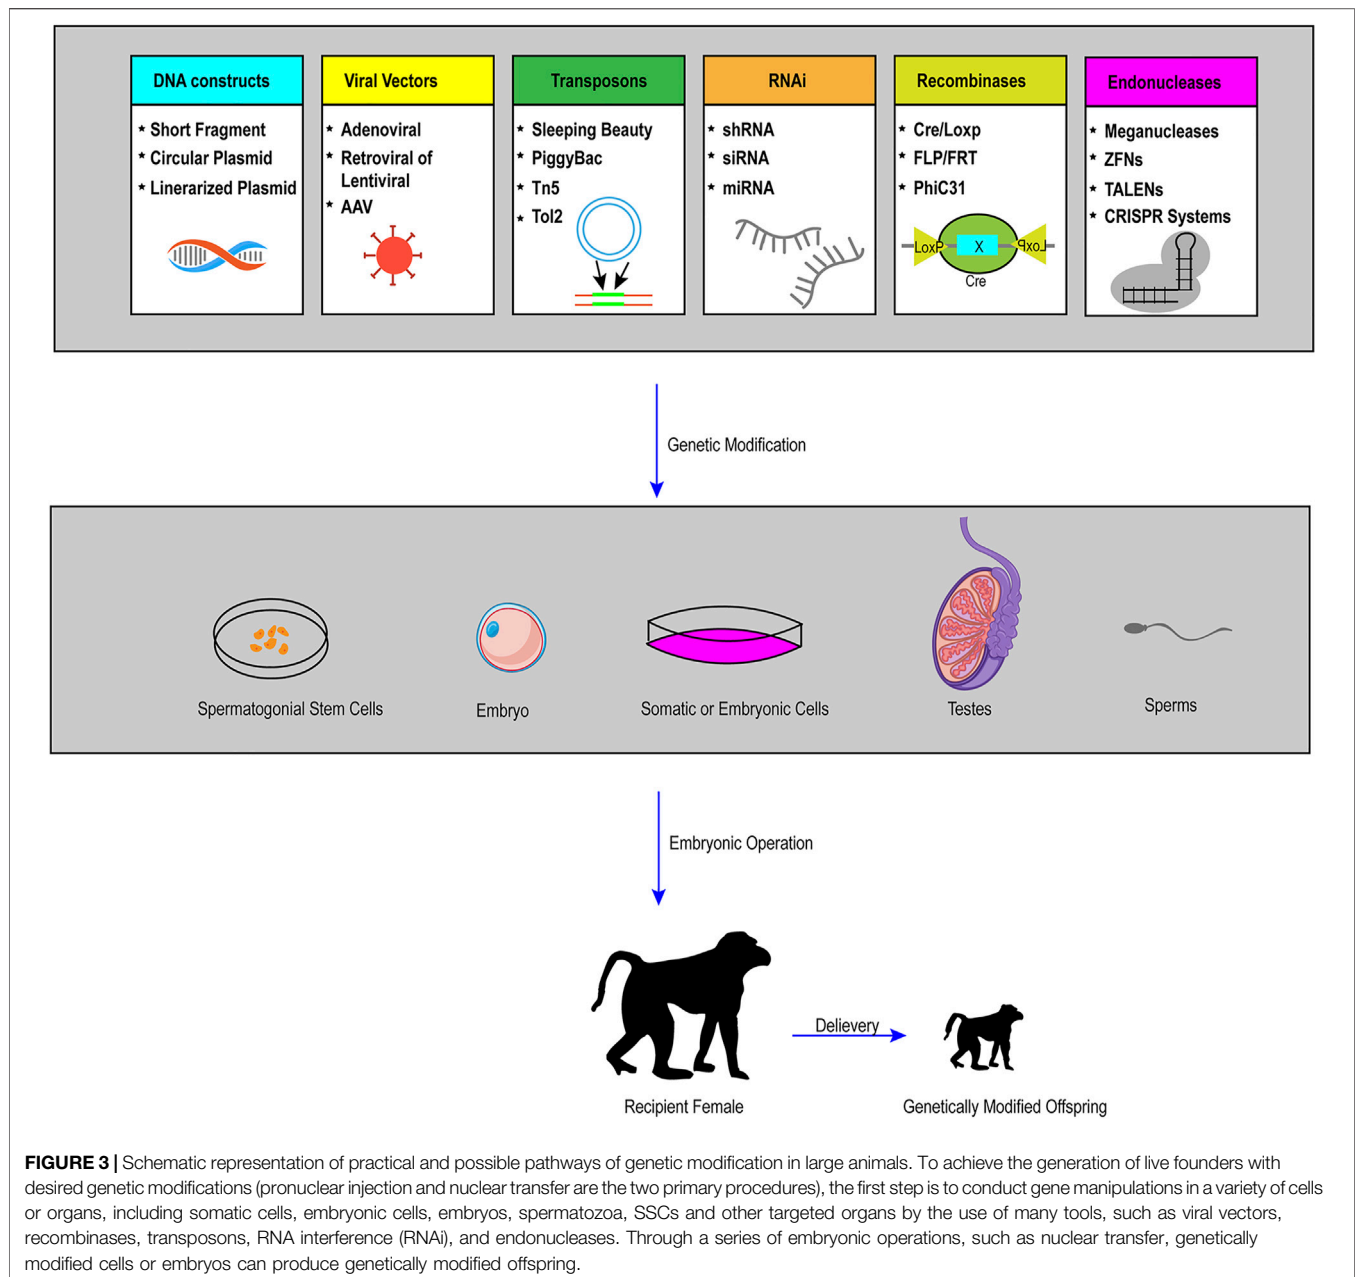 DNA constructs
Short Fragment
Circular Plasmid
Linerarized Plasmid
Viral Vectors
Adenoviral
Retroviral of
Lentiviral
AAV
Transposons
Sleeping Beauty
PiggyBac
Tn5
Tol2
RNAi
shRNA
siRNA
miRNA
Recombinases
Cre/Loxp
FLP/FRT
PhiC31
LoxP
X
LoxP
Cre
Endonucleases
Meganucleases
ZFNs
TALENs
CRISPR Systems
Genetic Modification
Spermatogonial Stem Cells
Embryo
Somatic or Embryonic Cells
Testes
Sperms
Embryonic Operation
Delievery
Recipient Female
Genetically Modified Offspring
FIGURE 3 | Schematic representation of practical and possible pathways of genetic modification in large animals. To achieve the generation of live founders with
desired genetic modifications (pronuclear injection and nuclear transfer are the two primary procedures), the first step is to conduct gene manipulations in a variety of cells
or organs, including somatic cells, embryonic cells, embryos, spermatozoa, SSCs and other targeted organs by the use of many tools, such as viral vectors,
recombinases, transposons, RNA interference (RNAi), and endonucleases. Through a series of embryonic operations, such as nuclear transfer, genetically
modified cells or embryos can produce genetically modified offspring.